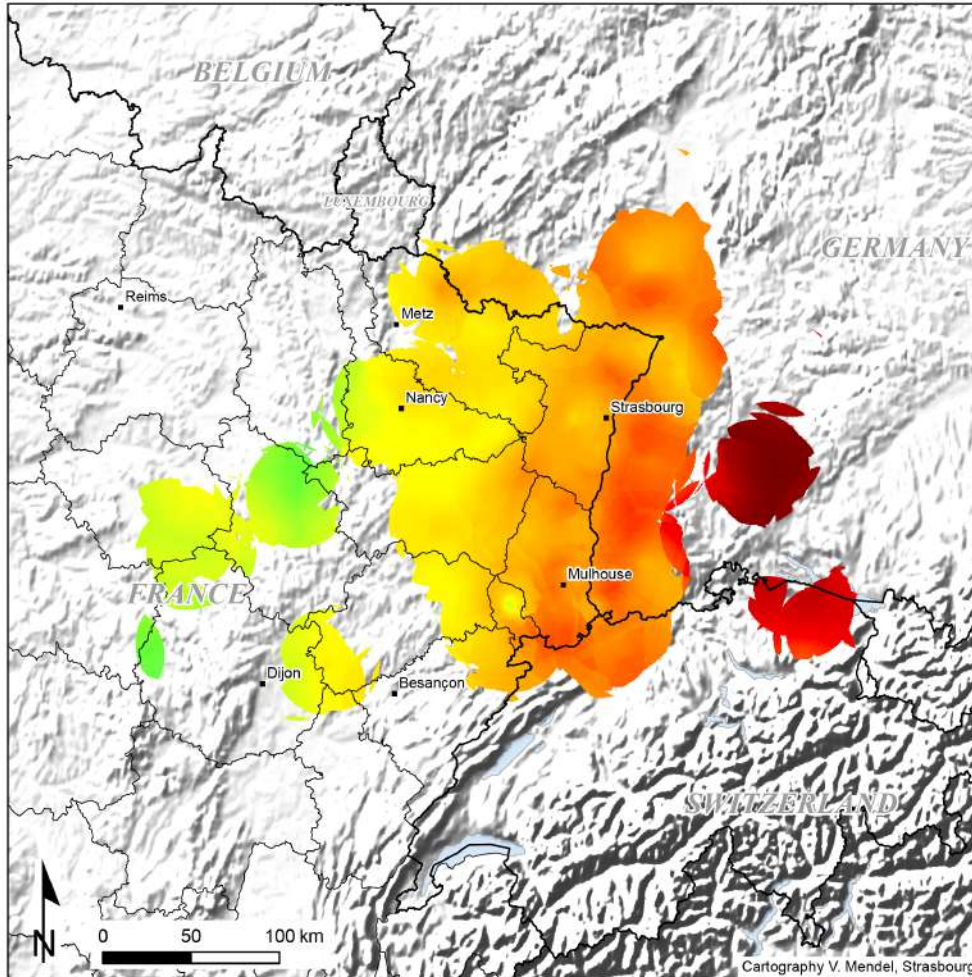 BELGIUM
LUXEMBOURG
GERMANY
Reims
Metz
Nancy
Strasbourg
Mulhouse
FRANCE
Dijon
Besançon
SWITZERLAND
N
0 50 100 km
Cartography V. Mendel, Strasbourg